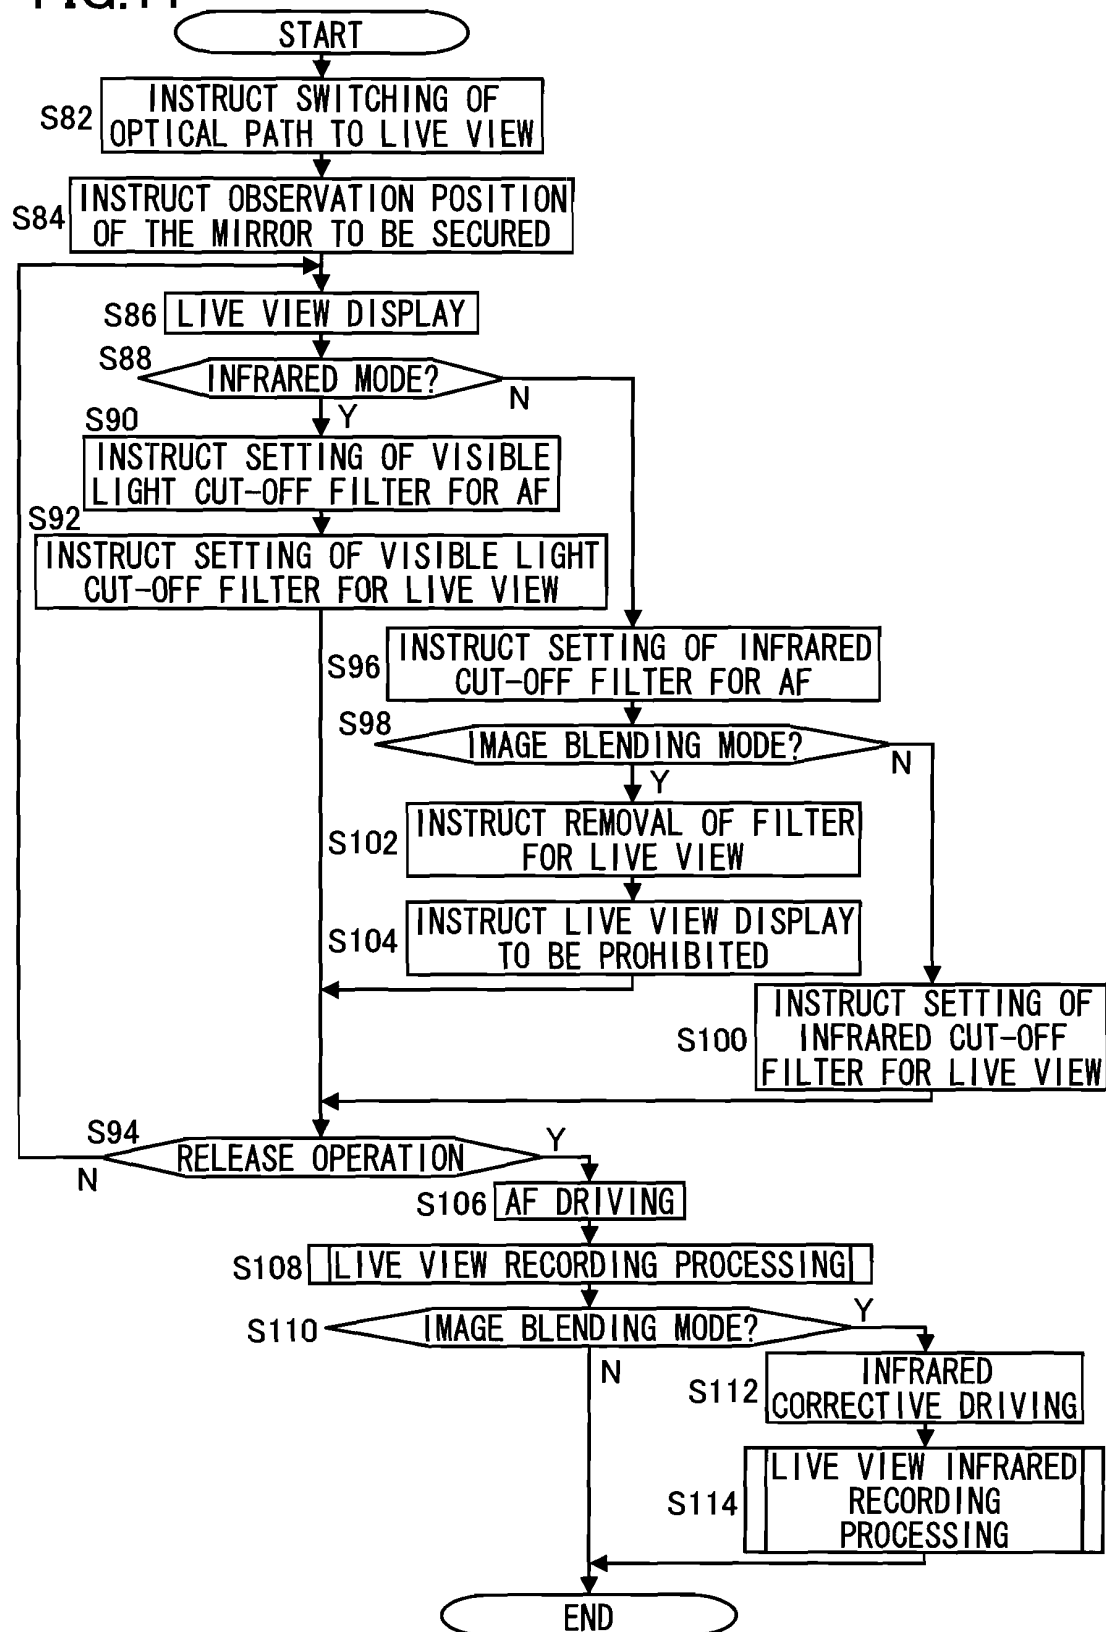 FIG.11
START
S82
INSTRUCT SWITCHING OF
OPTICAL PATH TO LIVE VIEW
S84
INSTRUCT OBSERVATION POSITION
OF THE MIRROR TO BE SECURED
S86
LIVE VIEW DISPLAY
S88
INFRARED MODE?
N
Y
S90
INSTRUCT SETTING OF VISIBLE
LIGHT CUT-OFF FILTER FOR AF
S92
INSTRUCT SETTING OF VISIBLE LIGHT
CUT-OFF FILTER FOR LIVE VIEW
S96
INSTRUCT SETTING OF INFRARED
CUT-OFF FILTER FOR AF
S98
IMAGE BLENDING MODE?
N
Y
S102
INSTRUCT REMOVAL OF FILTER
FOR LIVE VIEW
S104
INSTRUCT LIVE VIEW DISPLAY
TO BE PROHIBITED
S100
INSTRUCT SETTING OF
INFRARED CUT-OFF
FILTER FOR LIVE VIEW
S94
RELEASE OPERATION
Y
N
S106
AF DRIVING
S108
LIVE VIEW RECORDING PROCESSING
S110
IMAGE BLENDING MODE?
Y
N
S112
INFRARED
CORRECTIVE DRIVING
S114
LIVE VIEW INFRARED
RECORDING
PROCESSING
END